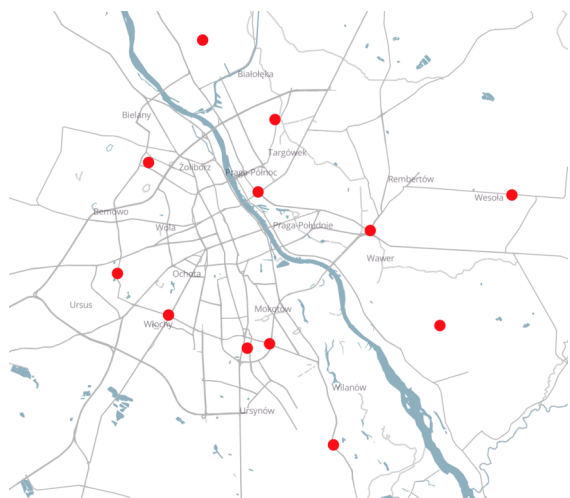 Białołęka
Bielany
Targówek
Żoliborz
Praga-Północ
Rembertów
Wesoła
Bemowo
Wola
Praga-Południe
Wawer
Ochota
Ursus
Mokotów
Włochy
Wilanów
Ursynów